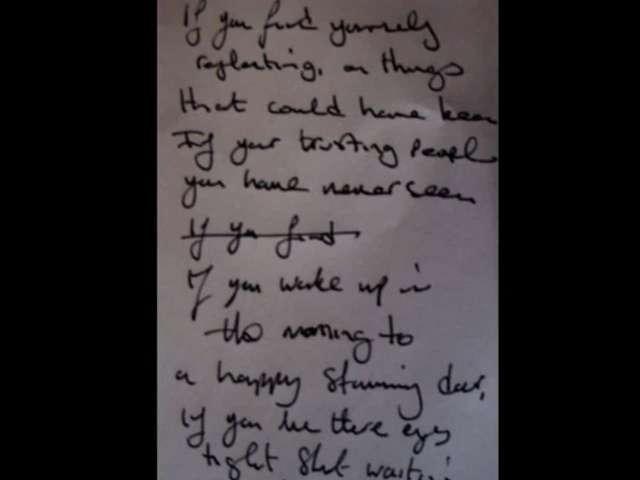 If you find yourself
reflecting, on things
that could have been
If your trusting People
you have never seen
If you find
If you wake up in
the morning to
a happy
If you lie there eyes
tight shut waiting